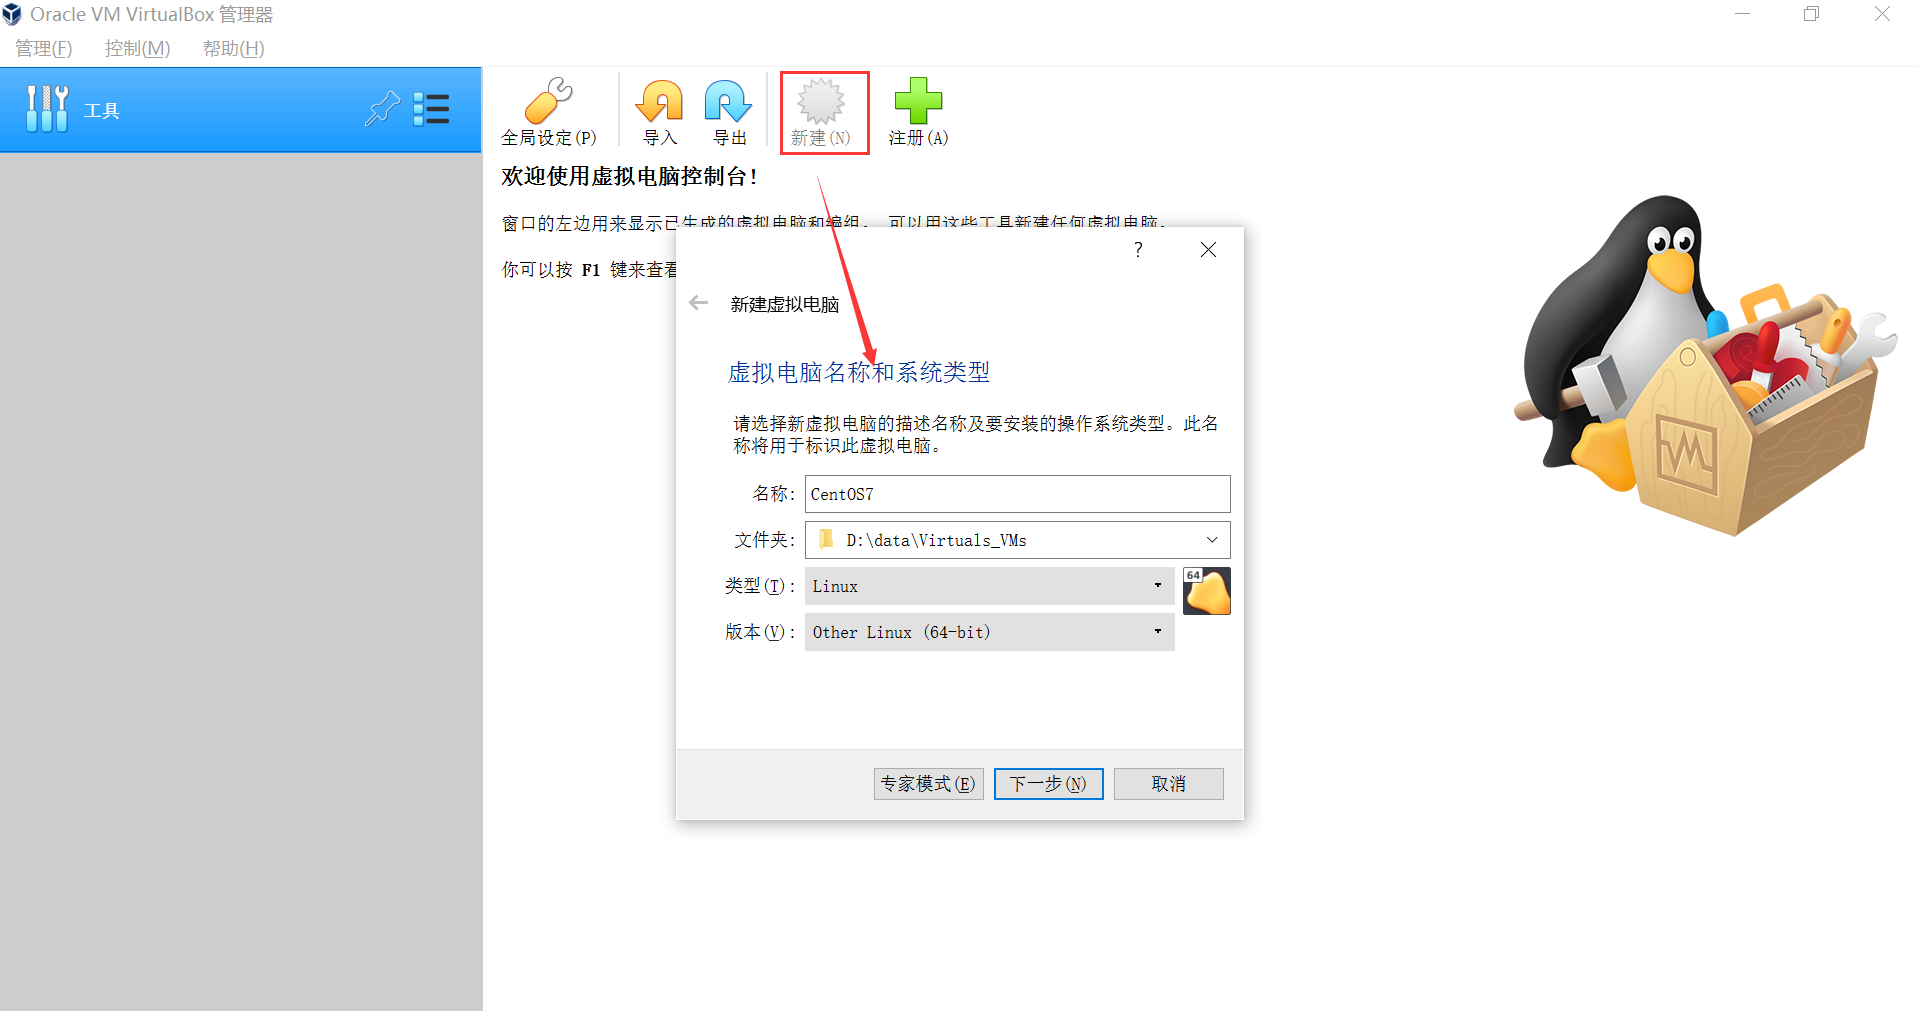 Oracle VM VirtualBox 管理器
管理(F) 控制(M) 帮助(H)
工具
全局设定(P) 导入 导出 新建(N) 注册(A)
欢迎使用虚拟电脑控制台!
窗口的左边用来显示已生成的虚拟电脑和编组。 可以用这些工具新建任何虚拟电脑。
你可以按 F1 键来查看
?
新建虚拟电脑
虚拟电脑名称和系统类型
请选择新虚拟电脑的描述名称及要安装的操作系统类型。此名
称将用于标识此虚拟电脑。
名称: CentOS7
文件夹: D:\data\Virtuals_VMs
类型(T): Linux
64
版本(V): Other Linux (64-bit)
专家模式(E) 下一步(N) 取消